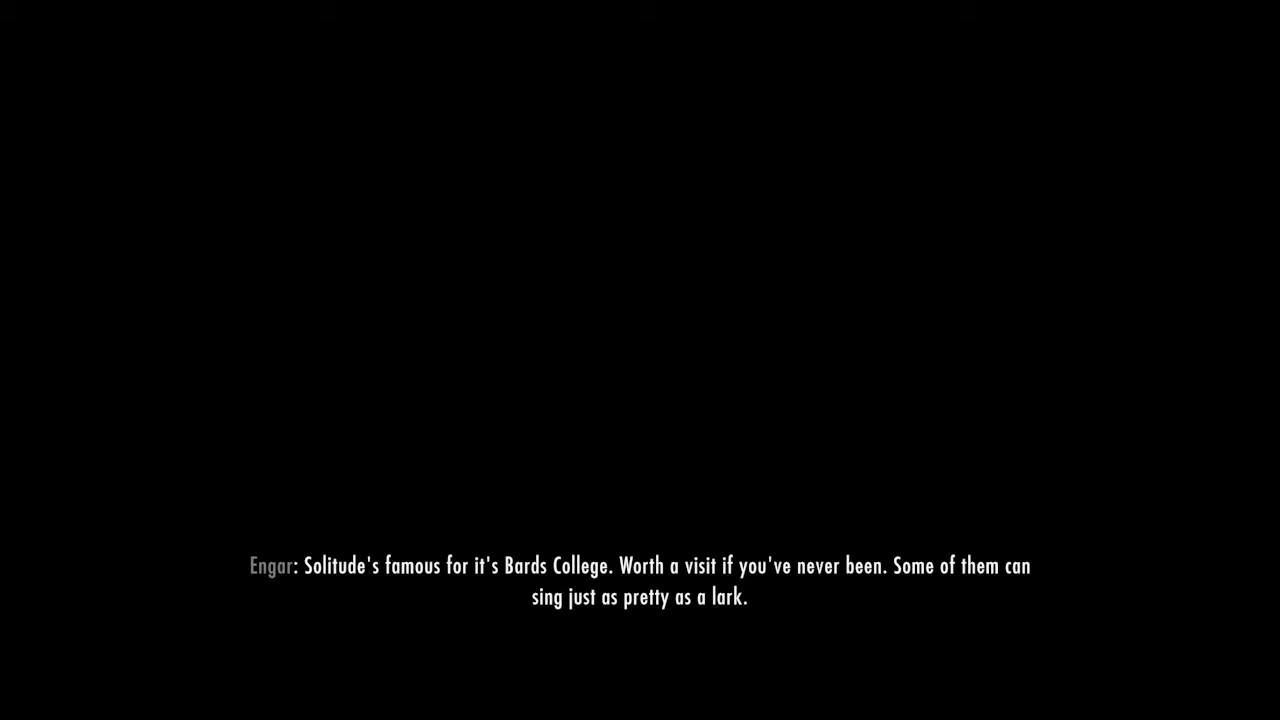 Engar: Solitude's famous for it's Bards College. Worth a visit if you've never been. Some of them can
sing just as pretty as a lark.